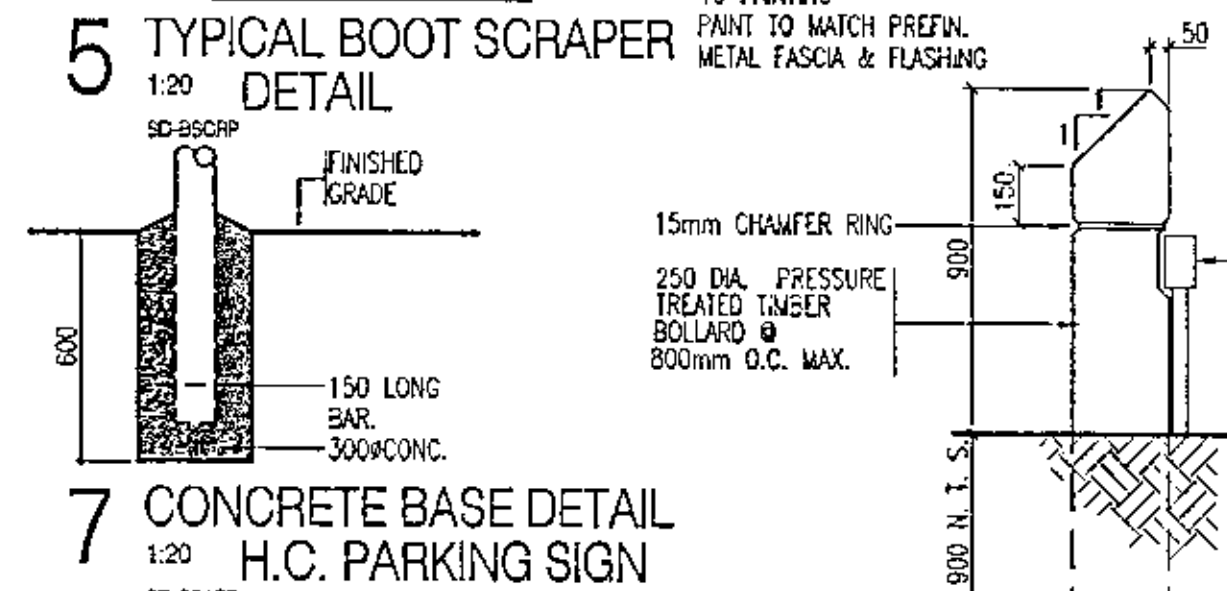 5 TYPICAL BOOT SCRAPER
1:20 DETAIL
SD-BSCRP
PAINT TO MATCH PREFIN.
METAL FASCIA & FLASHING
50
1
1
150
900
FINISHED
GRADE
600
150 LONG
BAR.
300øCONC.
15mm CHAMFER RING
250 DIA. PRESSURE
TREATED TIMBER
BOLLARD @
800mm O.C. MAX.
900 N. T. S.
7 CONCRETE BASE DETAIL
1:20 H.C. PARKING SIGN